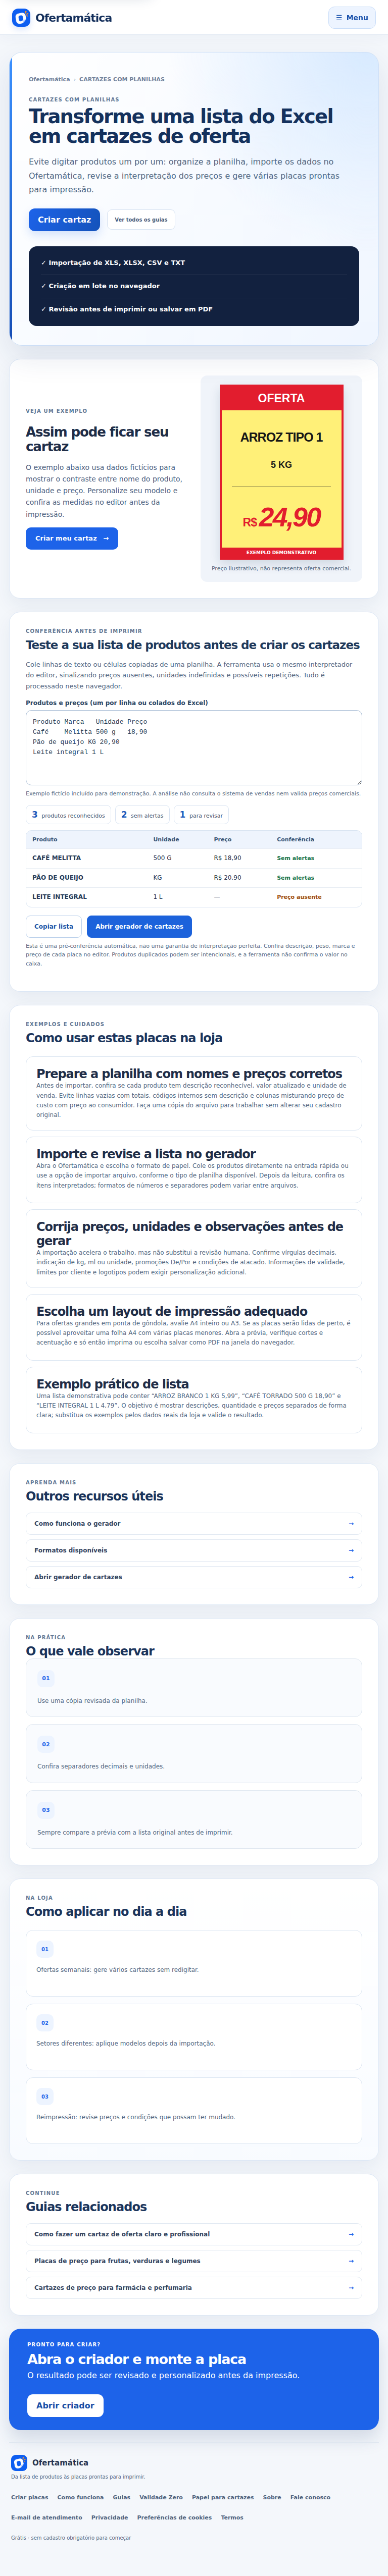 Ofertamática
☰ Menu
Ofertamática › CARTAZES COM PLANILHAS
CARTAZES COM PLANILHAS
Transforme uma lista do Excel
em cartazes de oferta
Evite digitar produtos um por um: organize a planilha, importe os dados no
Ofertamática, revise a interpretação dos preços e gere várias placas prontas
para impressão.
Criar cartaz
Ver todos os guias
✓ Importação de XLS, XLSX, CSV e TXT
✓ Criação em lote no navegador
✓ Revisão antes de imprimir ou salvar em PDF
VEJA UM EXEMPLO
Assim pode ficar seu
cartaz
O exemplo abaixo usa dados fictícios para
mostrar o contraste entre nome do produto,
unidade e preço. Personalize seu modelo e
confira as medidas no editor antes da
impressão.
Criar meu cartaz →
OFERTA
ARROZ TIPO 1
5 KG
R$ 24,90
EXEMPLO DEMONSTRATIVO
Preço ilustrativo, não representa oferta comercial.
CONFERÊNCIA ANTES DE IMPRIMIR
Teste a sua lista de produtos antes de criar os cartazes
Cole linhas de texto ou células copiadas de uma planilha. A ferramenta usa o mesmo interpretador
do editor, sinalizando preços ausentes, unidades indefinidas e possíveis repetições. Tudo é
processado neste navegador.
Produtos e preços (um por linha ou colados do Excel)
Produto Marca Unidade Preço
Café Melitta 500 g 18,90
Pão de queijo KG 20,90
Leite integral 1 L
Exemplo fictício incluído para demonstração. A análise não consulta o sistema de vendas nem valida preços comerciais.
3 produtos reconhecidos
2 sem alertas
1 para revisar
Produto Unidade Preço Conferência
CAFÉ MELITTA 500 G R$ 18,90 Sem alertas
PÃO DE QUEIJO KG R$ 20,90 Sem alertas
LEITE INTEGRAL 1 L — Preço ausente
Copiar lista
Abrir gerador de cartazes
Esta é uma pré-conferência automática, não uma garantia de interpretação perfeita. Confira descrição, peso, marca e
preço de cada placa no editor. Produtos duplicados podem ser intencionais, e a ferramenta não confirma o valor no
caixa.
EXEMPLOS E CUIDADOS
Como usar estas placas na loja
Prepare a planilha com nomes e preços corretos
Antes de importar, confira se cada produto tem descrição reconhecível, valor atualizado e unidade de
venda. Evite linhas vazias com totais, códigos internos sem descrição e colunas misturando preço de
custo com preço ao consumidor. Faça uma cópia do arquivo para trabalhar sem alterar seu cadastro
original.
Importe e revise a lista no gerador
Abra o Ofertamática e escolha o formato de papel. Cole os produtos diretamente na entrada rápida ou
use a opção de importar arquivo, conforme o tipo de planilha disponível. Depois da leitura, confira os
itens interpretados; formatos de números e separadores podem variar entre arquivos.
Corrija preços, unidades e observações antes de
gerar
A importação acelera o trabalho, mas não substitui a revisão humana. Confirme vírgulas decimais,
indicação de kg, ml ou unidade, promoções De/Por e condições de atacado. Informações de validade,
limites por cliente e logotipos podem exigir personalização adicional.
Escolha um layout de impressão adequado
Para ofertas grandes em ponta de gôndola, avalie A4 inteiro ou A3. Se as placas serão lidas de perto, é
possível aproveitar uma folha A4 com várias placas menores. Abra a prévia, verifique cortes e
acentuação e só então imprima ou escolha salvar como PDF na janela do navegador.
Exemplo prático de lista
Uma lista demonstrativa pode conter “ARROZ BRANCO 1 KG 5,99”, “CAFÉ TORRADO 500 G 18,90” e
“LEITE INTEGRAL 1 L 4,79”. O objetivo é mostrar descrições, quantidade e preços separados de forma
clara; substitua os exemplos pelos dados reais da loja e valide o resultado.
APRENDA MAIS
Outros recursos úteis
Como funciona o gerador →
Formatos disponíveis →
Abrir gerador de cartazes →
NA PRÁTICA
O que vale observar
01
Use uma cópia revisada da planilha.
02
Confira separadores decimais e unidades.
03
Sempre compare a prévia com a lista original antes de imprimir.
NA LOJA
Como aplicar no dia a dia
01
Ofertas semanais: gere vários cartazes sem redigitar.
02
Setores diferentes: aplique modelos depois da importação.
03
Reimpressão: revise preços e condições que possam ter mudado.
CONTINUE
Guias relacionados
Como fazer um cartaz de oferta claro e profissional →
Placas de preço para frutas, verduras e legumes →
Cartazes de preço para farmácia e perfumaria →
PRONTO PARA CRIAR?
Abra o criador e monte a placa
O resultado pode ser revisado e personalizado antes da impressão.
Abrir criador
Ofertamática
Da lista de produtos às placas prontas para imprimir.
Criar placas Como funciona Guias Validade Zero Papel para cartazes Sobre Fale conosco
E-mail de atendimento Privacidade Preferências de cookies Termos
Grátis · sem cadastro obrigatório para começar